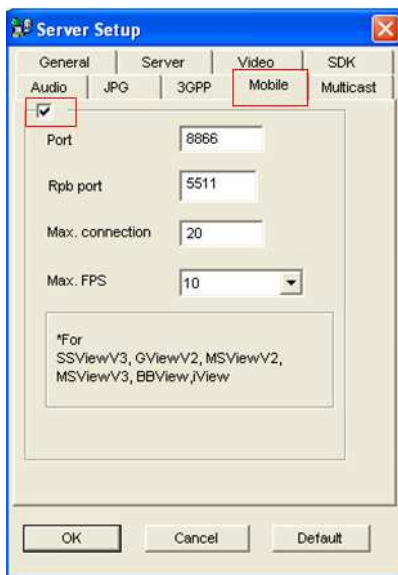 Server Setup
General Server Video SDK
Audio JPG 3GPP Mobile Multicast
Port 8866
Rpb port 5511
Max. connection 20
Max. FPS 10
*For
SSViewV3, GViewV2, MSViewV2,
MSViewV3, BBView,iView
OK Cancel Default